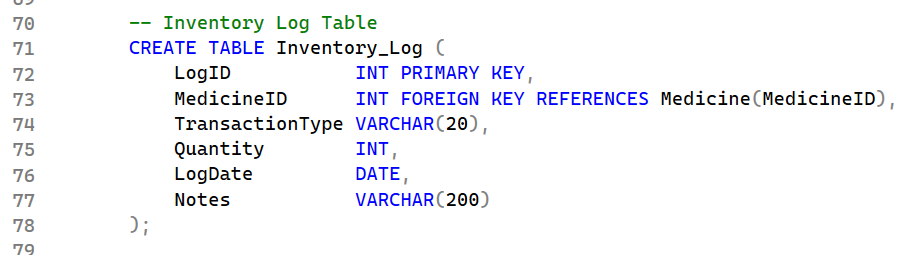 70 -- Inventory Log Table
71 CREATE TABLE Inventory_Log (
72 LogID INT PRIMARY KEY,
73 MedicineID INT FOREIGN KEY REFERENCES Medicine(MedicineID),
74 TransactionType VARCHAR(20),
75 Quantity INT,
76 LogDate DATE,
77 Notes VARCHAR(200)
78 );
79